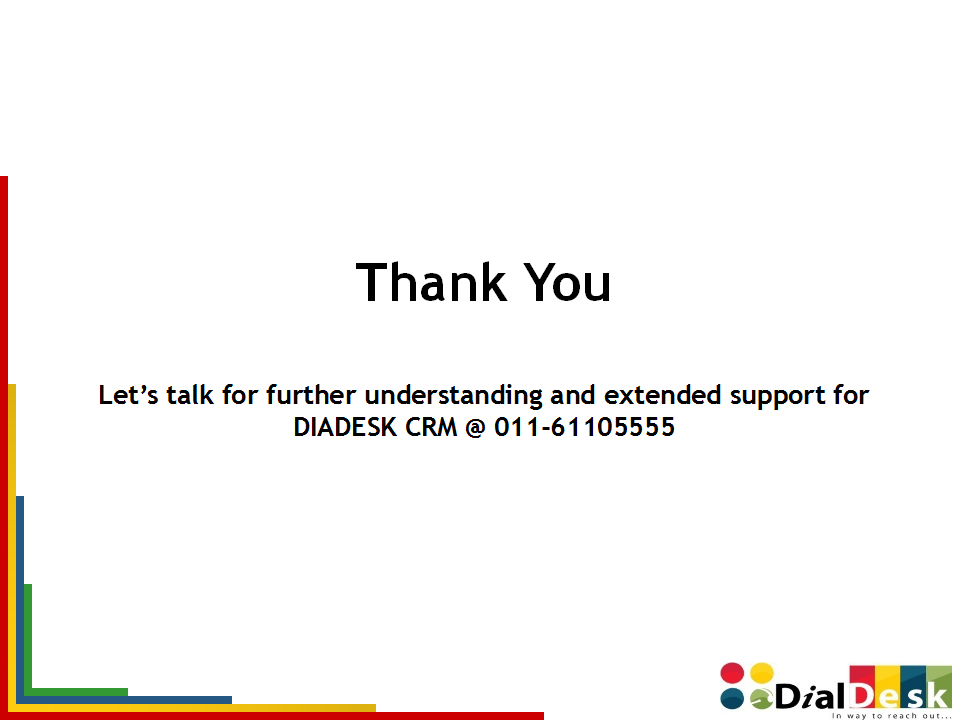 Thank You
Let’s talk for further understanding and extended support for
DIADESK CRM @ 011-61105555
DialDesk
In way to reach out...